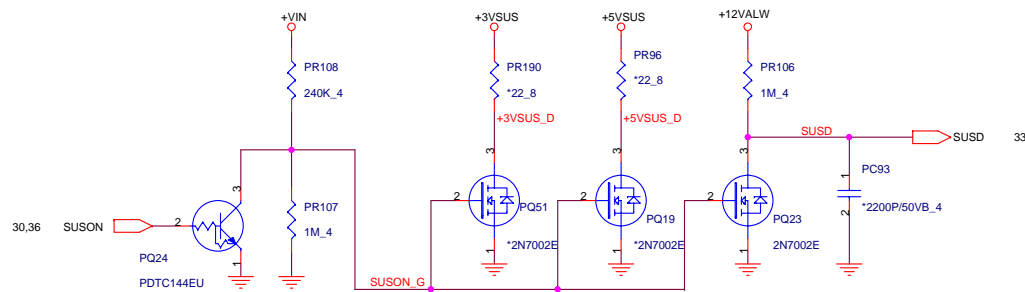 +VIN
+3VSUS
+5VSUS
+12VALW
PR108
240K_4
PR190
*22_8
PR96
*22_8
PR106
1M_4
+3VSUS_D
+5VSUS_D
SUSD
SUSD
33
3
3
3
3
1
PC93
2
*2200P/50VB_4
30,36
SUSON
2
PR107
1M_4
2
2
2
PQ51
PQ19
PQ23
1
PQ24
PDTC144EU
1
*2N7002E
1
*2N7002E
1
2N7002E
SUSON_G